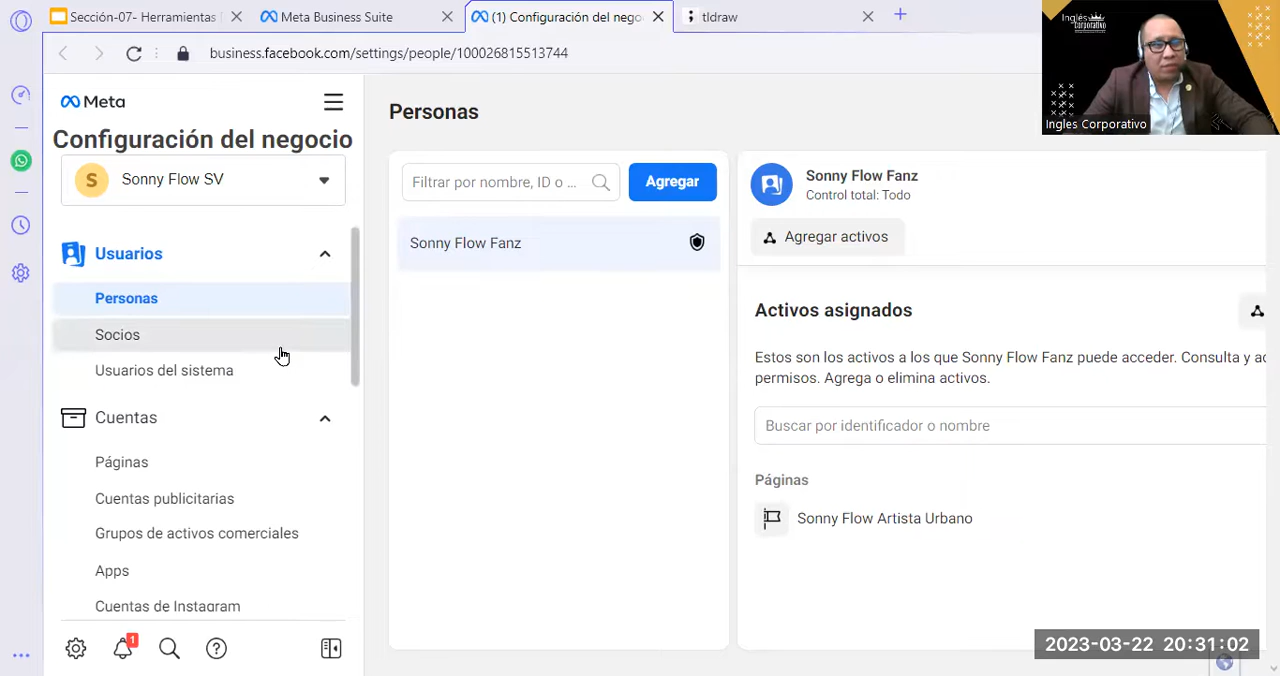 Sección-07- Herramientas
Meta Business Suite
(1) Configuración del nego
tldraw
business.facebook.com/settings/people/100026815513744
Inglés
Corporativo
Ingles Corporativo
Meta
Configuración del negocio
S
Sonny Flow SV
Usuarios
Personas
Socios
Usuarios del sistema
Cuentas
Páginas
Cuentas publicitarias
Grupos de activos comerciales
Apps
Cuentas de Instagram
1
Personas
Filtrar por nombre, ID o ...
Agregar
Sonny Flow Fanz
Sonny Flow Fanz
Control total: Todo
Agregar activos
Activos asignados
Estos son los activos a los que Sonny Flow Fanz puede acceder. Consulta y ac
permisos. Agrega o elimina activos.
Buscar por identificador o nombre
Páginas
Sonny Flow Artista Urbano
2023-03-22 20:31:02